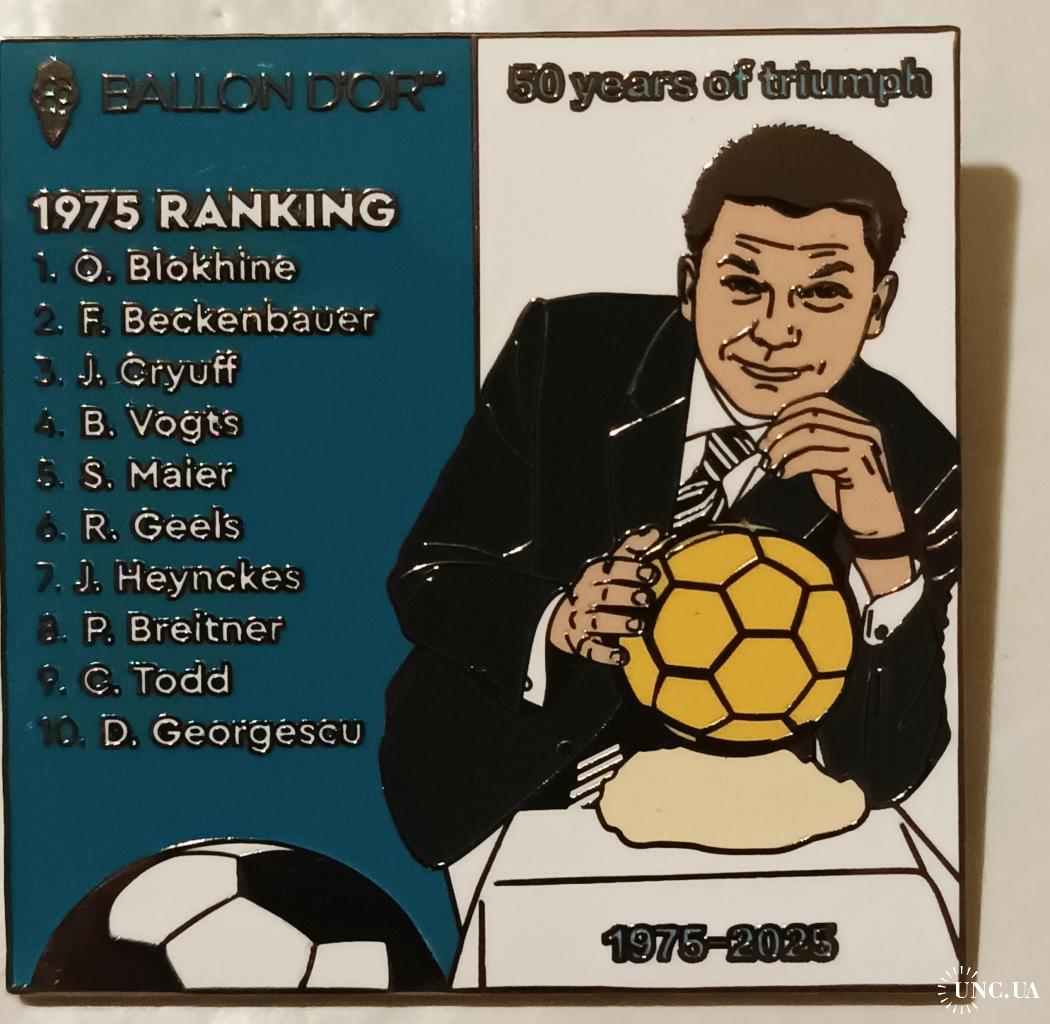 BALLON D'OR™
1975 RANKING
1. O. Blokhine
2. F. Beckenbauer
3. J. Cryuff
4. B. Vogts
5. S. Maier
6. R. Geels
7. J. Heynckes
8. P. Breitner
9. C. Todd
10. D. Georgescu
50 years of triumph
1975-2025
UNC.UA